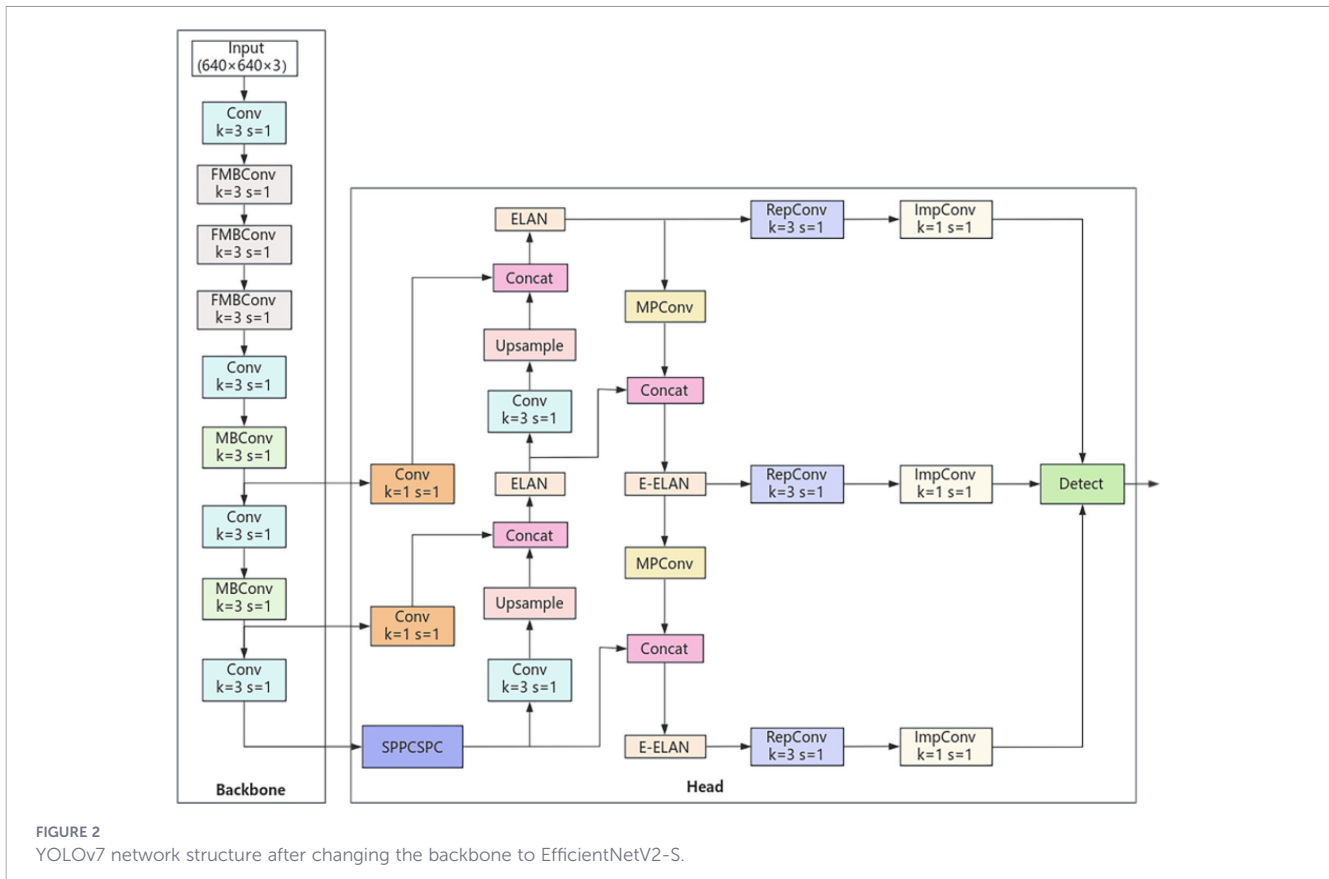 Input
(640×640×3)
Conv
k=3 s=1
FMBConv
k=3 s=1
FMBConv
k=3 s=1
FMBConv
k=3 s=1
Conv
k=3 s=1
MBConv
k=3 s=1
Conv
k=3 s=1
MBConv
k=3 s=1
Conv
k=3 s=1
Backbone
Conv
k=1 s=1
Conv
k=1 s=1
SPPCSPC
ELAN
Concat
Upsample
Conv
k=3 s=1
ELAN
Concat
Upsample
Conv
k=3 s=1
MPConv
Concat
E-ELAN
MPConv
Concat
E-ELAN
RepConv
k=3 s=1
ImpConv
k=1 s=1
RepConv
k=3 s=1
ImpConv
k=1 s=1
RepConv
k=3 s=1
ImpConv
k=1 s=1
Detect
Head
FIGURE 2
YOLOv7 network structure after changing the backbone to EfficientNetV2-S.